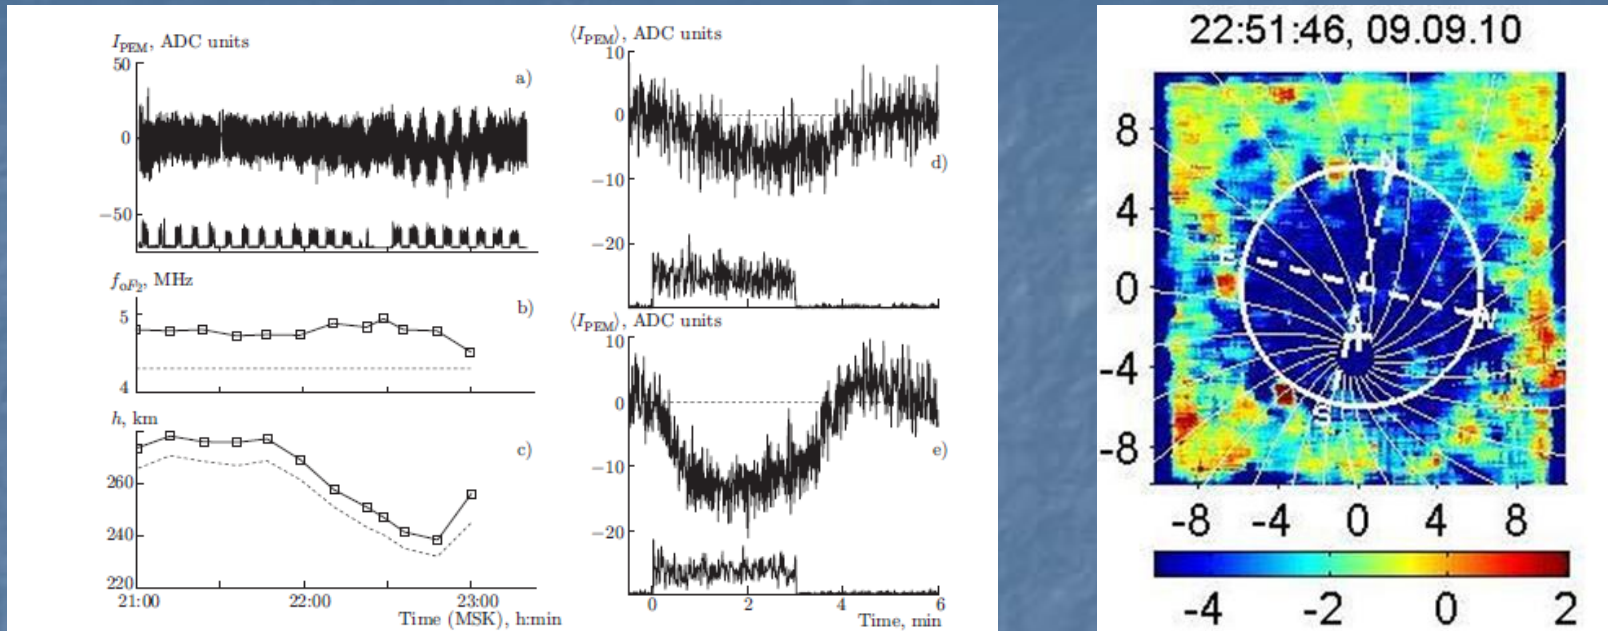 I_PEM, ADC units
a)
50
0
−50
f_oF2, MHz
b)
5
4
h, km
c)
260
240
220
21:00 22:00 23:00
Time (MSK), h:min
⟨I_PEM⟩, ADC units
10
0
−10
−20
d)
⟨I_PEM⟩, ADC units
10
0
−10
−20
e)
0 2 4 6
Time, min
22:51:46, 09.09.10
8
4
0
-4
-8
N
E
W
S
-8 -4 0 4 8
-4 -2 0 2